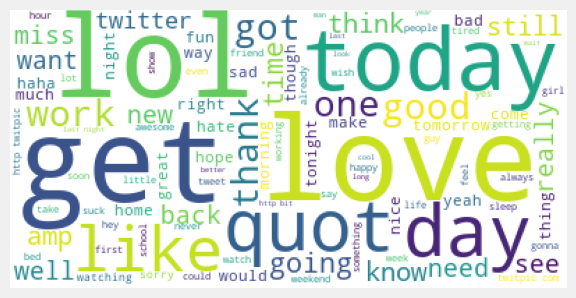 hour
twitter
miss
want
haha
much
lot
lol
night
fun
way
show
even
sad
friend
got
time
though
man
think
last
look
wish
already
people
year
bad
tired
still
wait
today
work
new
right
hate
http twitpic
last night
awesome
get
thank
morning
working
tonight
one
make
good
tomorrow
yes
come
getting
girl
really
thing
love
guy
hope
great
better
tweet
soon
little
take
suck
home
back
http bit
say
cool
happy
long
nice
life
feel
yeah
always
sleep
amp
hey
first
school
never
like
quot
day
gonna
well
bed
watching
sorry
could
would
watch
going
weekend
something
week
know
need
see
twitpic com